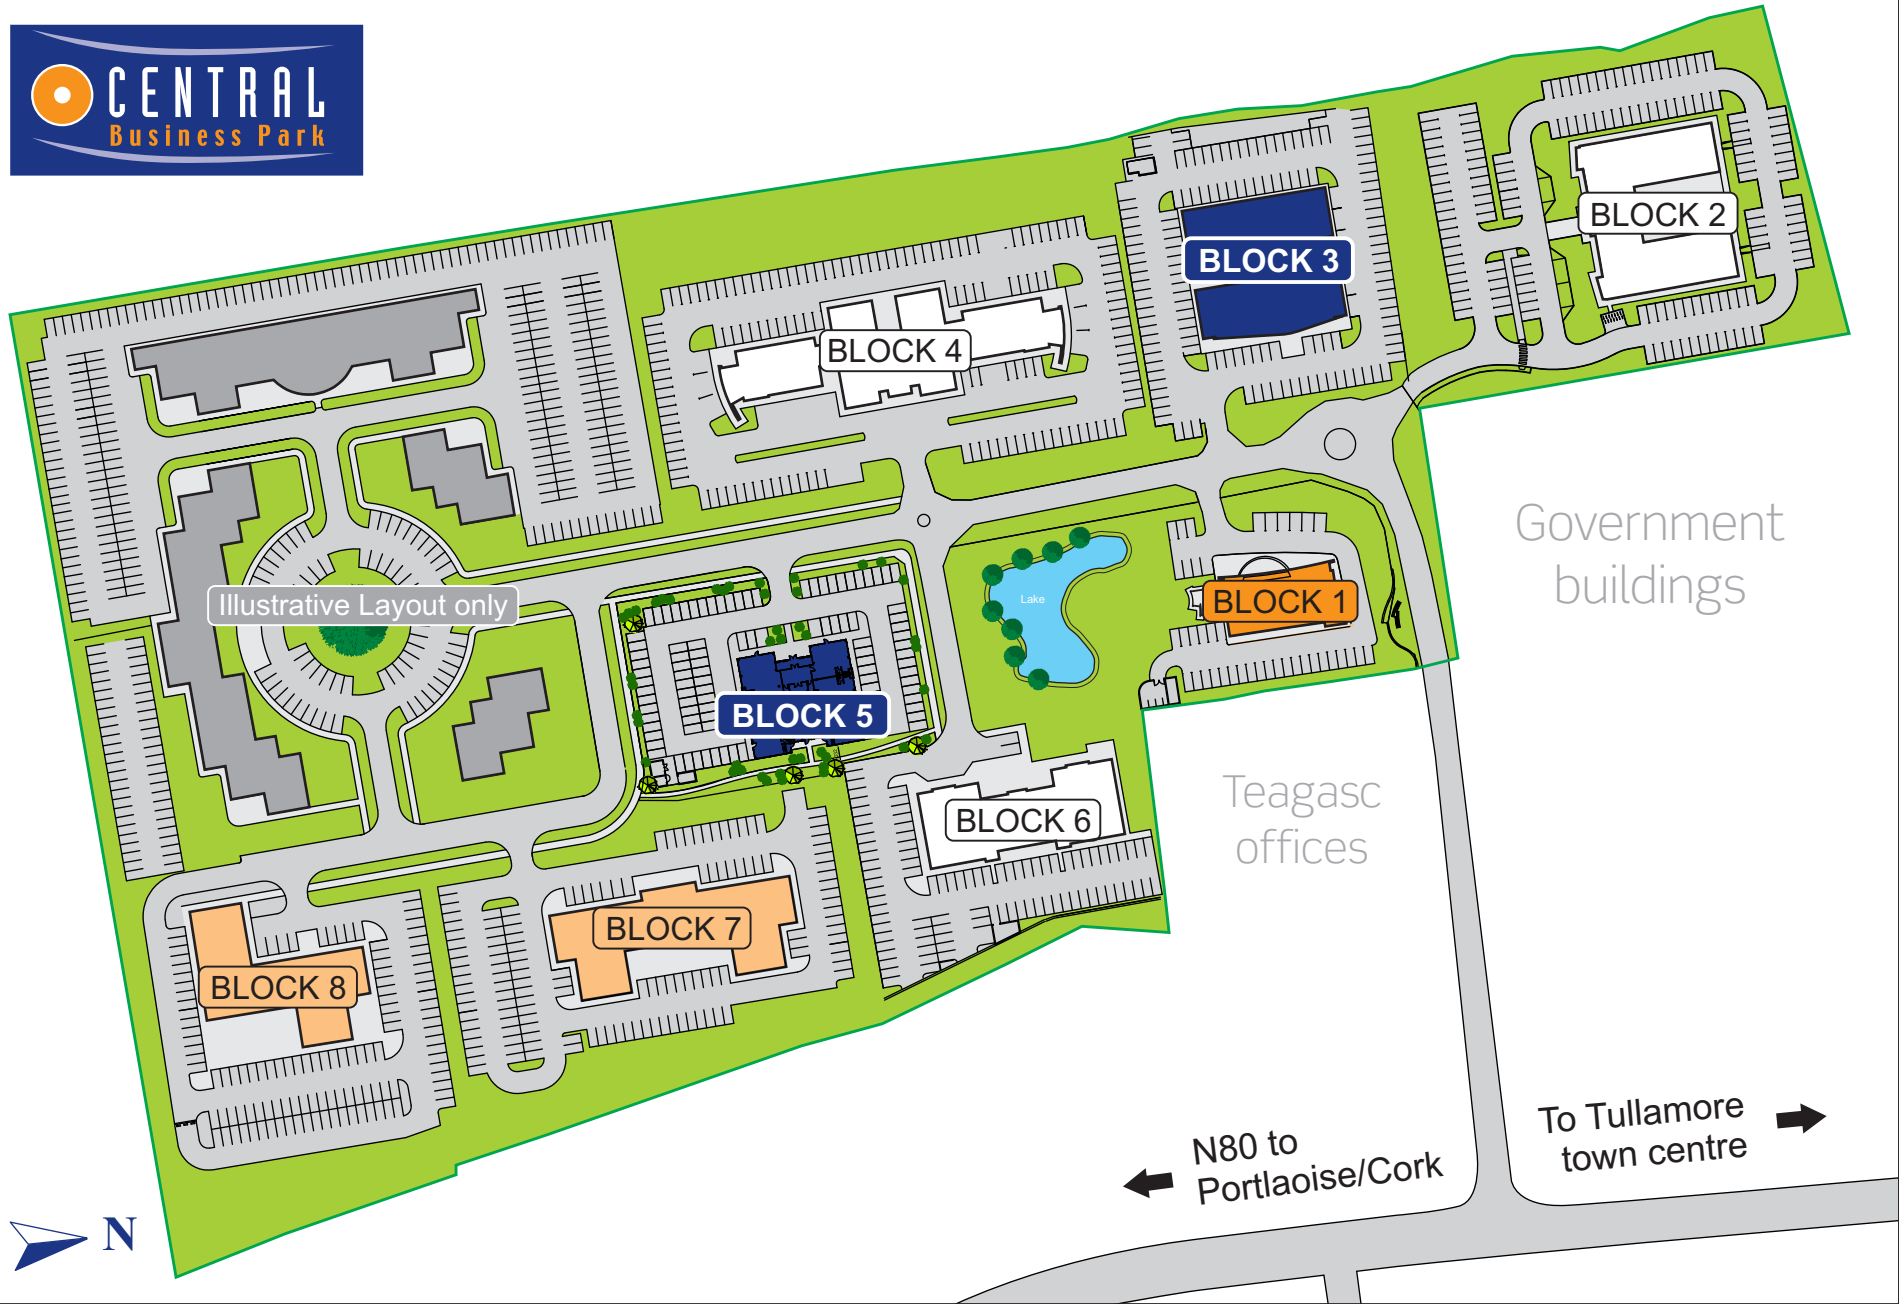 CENTRAL
Business Park
BLOCK 2
BLOCK 3
BLOCK 4
Government
buildings
Illustrative Layout only
Lake
BLOCK 1
BLOCK 5
Teagasc
offices
BLOCK 6
BLOCK 7
BLOCK 8
To Tullamore
town centre
N80 to
Portlaoise/Cork
N